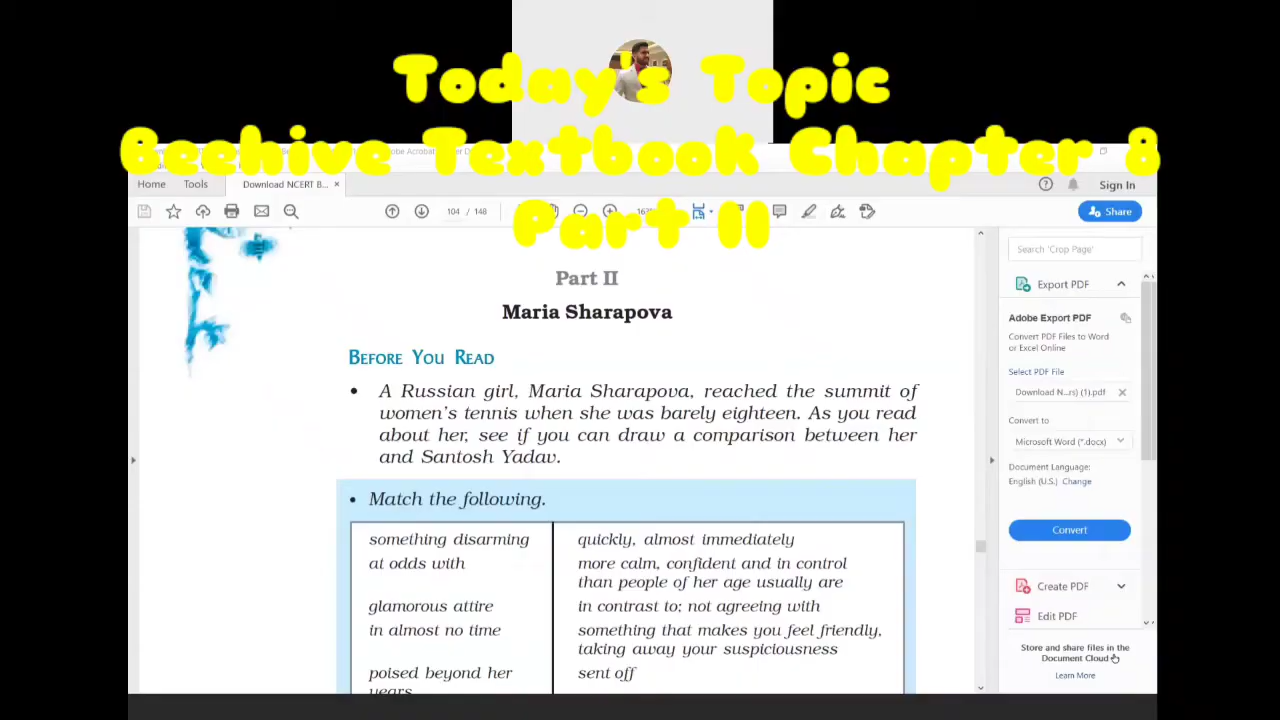 Today's Topic
Beehive Textbook Chapter 8
Part II
Home Tools Download NCERT B... × Sign In
104 / 148
Share
Part II
Maria Sharapova
BEFORE YOU READ
• A Russian girl, Maria Sharapova, reached the summit of
women's tennis when she was barely eighteen. As you read
about her, see if you can draw a comparison between her
and Santosh Yadav.
• Match the following.
something disarming quickly, almost immediately
at odds with more calm, confident and in control
than people of her age usually are
glamorous attire in contrast to; not agreeing with
in almost no time something that makes you feel friendly,
taking away your suspiciousness
poised beyond her sent off
years
Search 'Crop Page'
Export PDF
Adobe Export PDF
Convert PDF Files to Word
or Excel Online
Select PDF File
Download N...rs) (1).pdf
Convert to
Microsoft Word (*.docx)
Document Language:
English (U.S.) Change
Convert
Create PDF
Edit PDF
Store and share files in the
Document Cloud
Learn More